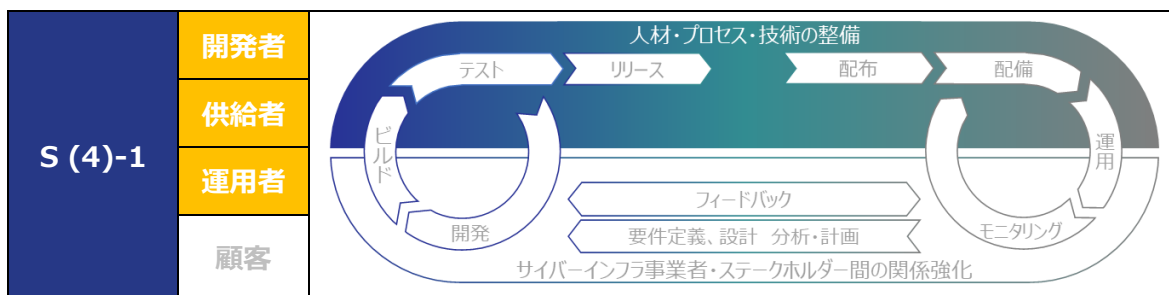 S (4)-1
開発者
供給者
運用者
顧客
人材・プロセス・技術の整備
テスト
リリース
配布
配備
ビルド
運用
開発
フィードバック
要件定義、設計 分析・計画
モニタリング
サイバーインフラ事業者・ステークホルダー間の関係強化